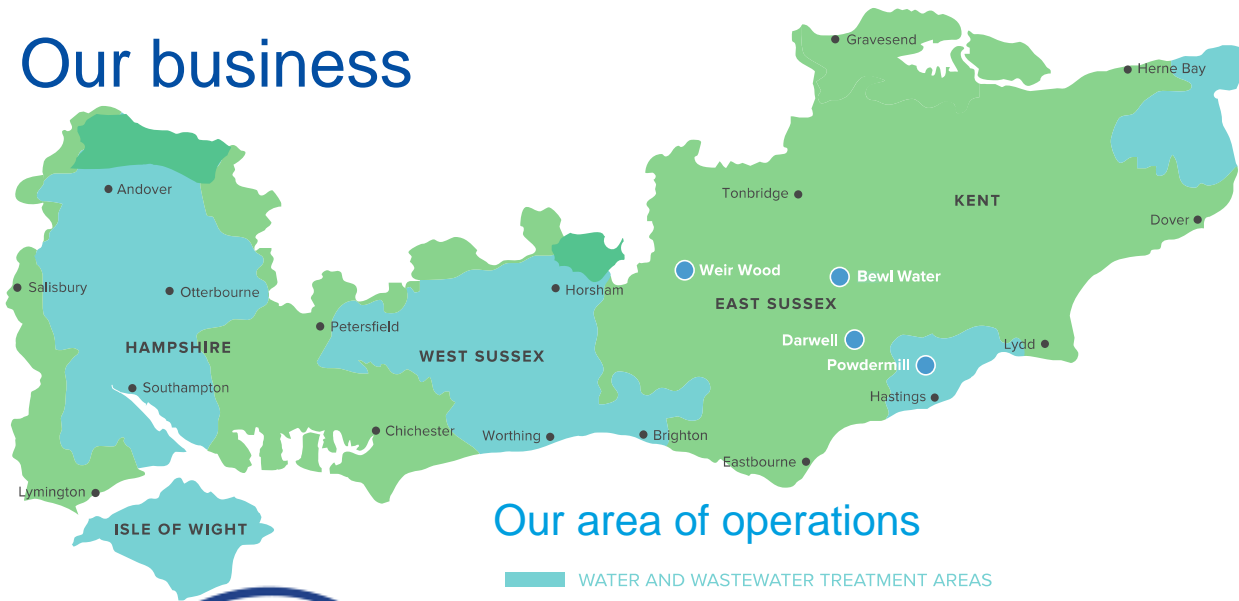 Our business
Gravesend
Herne Bay
Andover
Tonbridge
KENT
Dover
Weir Wood
Bewl Water
Salisbury
Otterbourne
Horsham
EAST SUSSEX
Petersfield
Darwell
HAMPSHIRE
WEST SUSSEX
Lydd
Powdermill
Southampton
Hastings
Chichester
Worthing
Brighton
Eastbourne
Lymington
ISLE OF WIGHT
Our area of operations
WATER AND WASTEWATER TREATMENT AREAS